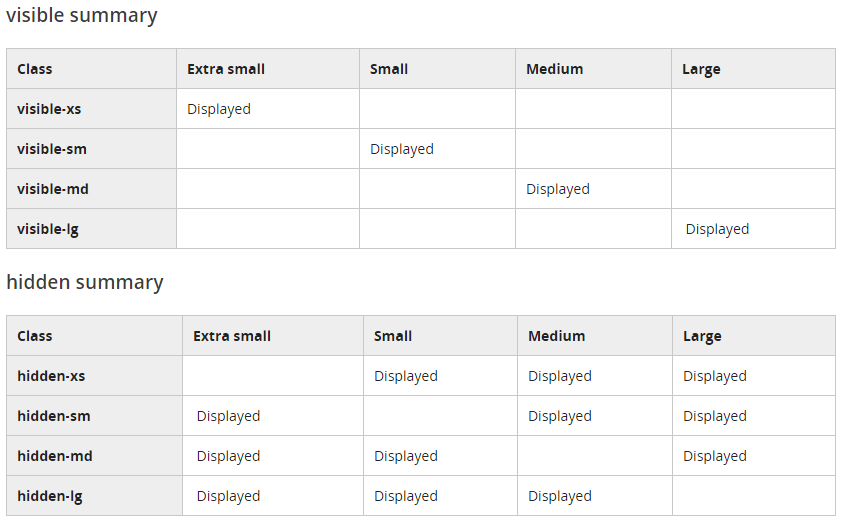 visible summary
Class Extra small Small Medium Large
visible-xs Displayed
visible-sm Displayed
visible-md Displayed
visible-lg Displayed
hidden summary
Class Extra small Small Medium Large
hidden-xs Displayed Displayed Displayed
hidden-sm Displayed Displayed Displayed
hidden-md Displayed Displayed Displayed
hidden-lg Displayed Displayed Displayed